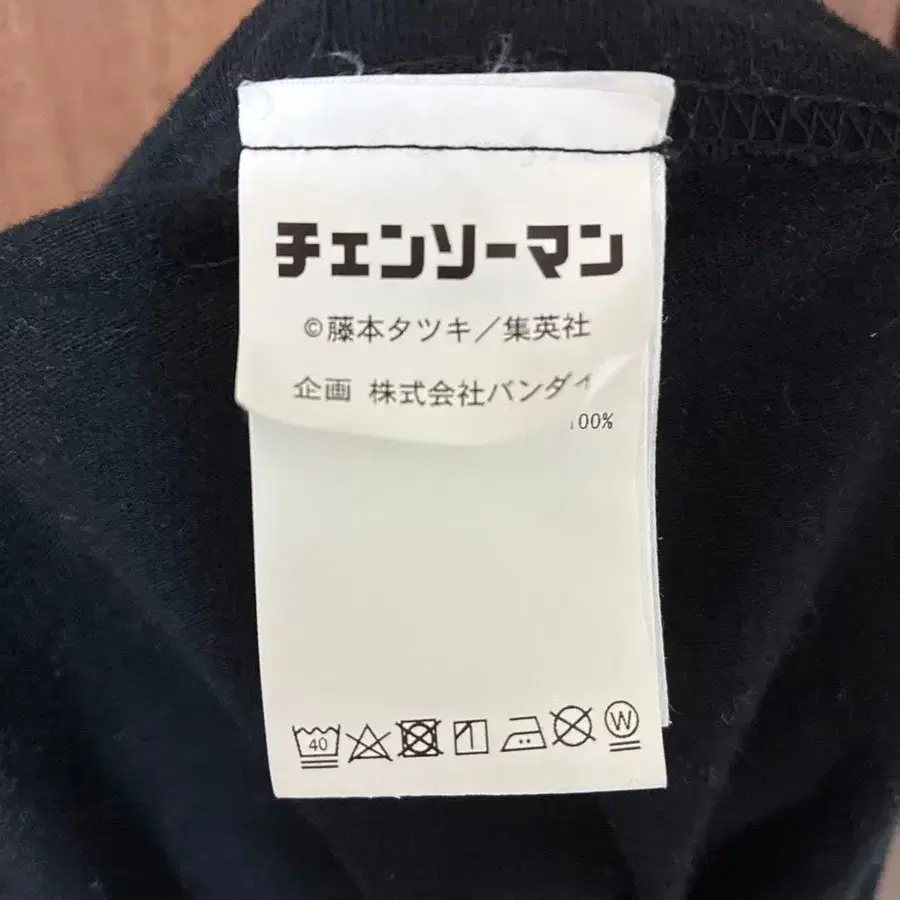 チェンソーマン
©藤本タツキ／集英社
企画 株式会社バンダイ
100%
40
W